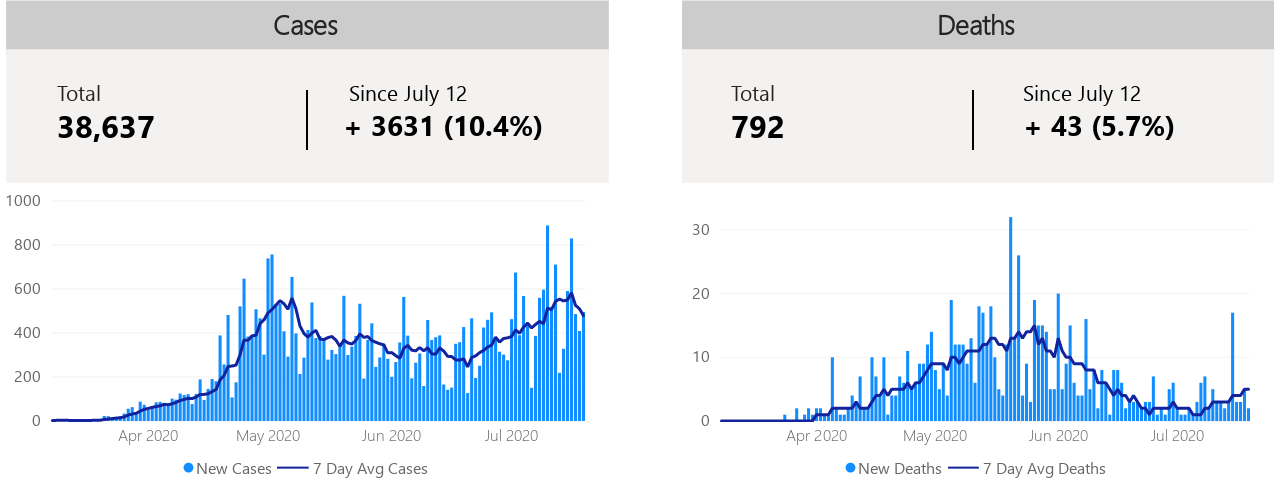 Cases
Total
Since July 12
38,637
+ 3631 (10.4%)
1000
800
600
400
200
0
Apr 2020
May 2020
Jun 2020
Jul 2020
New Cases
7 Day Avg Cases
Deaths
Total
Since July 12
792
+ 43 (5.7%)
30
20
10
0
Apr 2020
May 2020
Jun 2020
Jul 2020
New Deaths
7 Day Avg Deaths